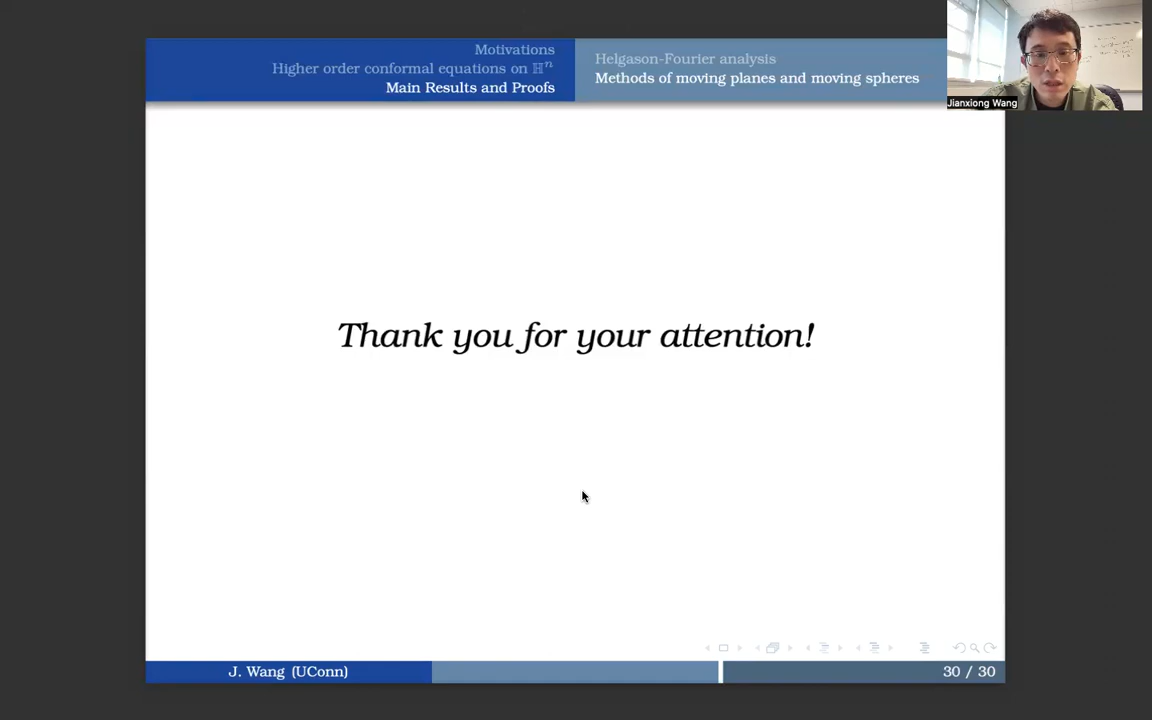 Motivations
Higher order conformal equations on ℍⁿ
Main Results and Proofs
Helgason-Fourier analysis
Methods of moving planes and moving spheres
Jianxiong Wang
Thank you for your attention!
J. Wang (UConn)
30 / 30